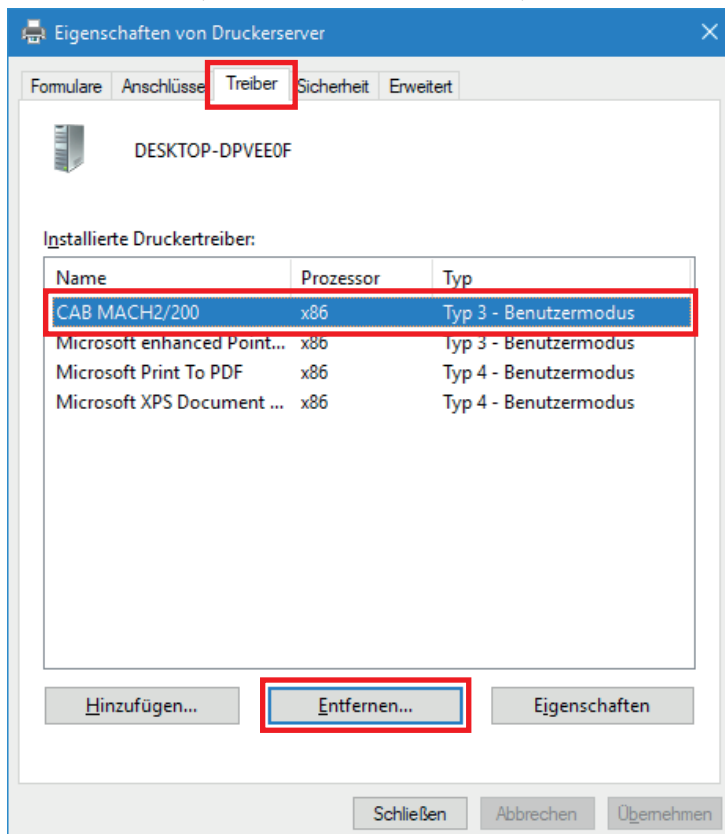 Eigenschaften von Druckerserver
Formulare Anschlüsse Treiber Sicherheit Erweitert
DESKTOP-DPVEE0F
Installierte Druckertreiber:
Name Prozessor Typ
CAB MACH2/200 x86 Typ 3 - Benutzermodus
Microsoft enhanced Point... x86 Typ 3 - Benutzermodus
Microsoft Print To PDF x86 Typ 4 - Benutzermodus
Microsoft XPS Document ... x86 Typ 4 - Benutzermodus
Hinzufügen... Entfernen... Eigenschaften
Schließen Abbrechen Übernehmen